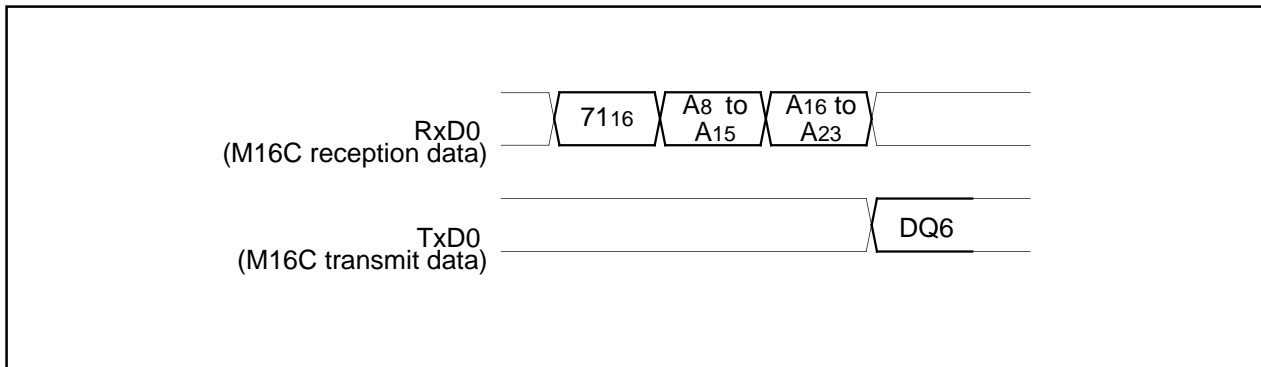 RxD0
(M16C reception data)
7116
A8 to
A15
A16 to
A23
TxD0
(M16C transmit data)
DQ6